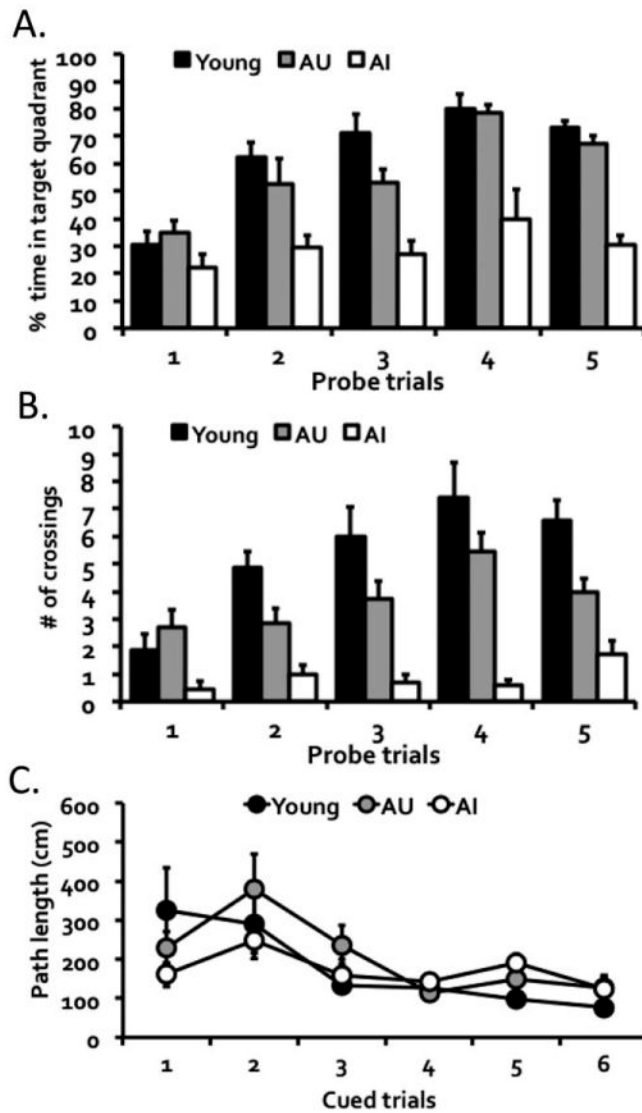 A.
Young AU AI
100
90
80
70
60
50
40
30
20
10
0
% time in target quadrant
1 2 3 4 5
Probe trials
B.
Young AU AI
10
9
8
7
6
5
4
3
2
1
0
# of crossings
1 2 3 4 5
Probe trials
C.
Young AU AI
600
500
400
300
200
100
0
Path length (cm)
1 2 3 4 5 6
Cued trials